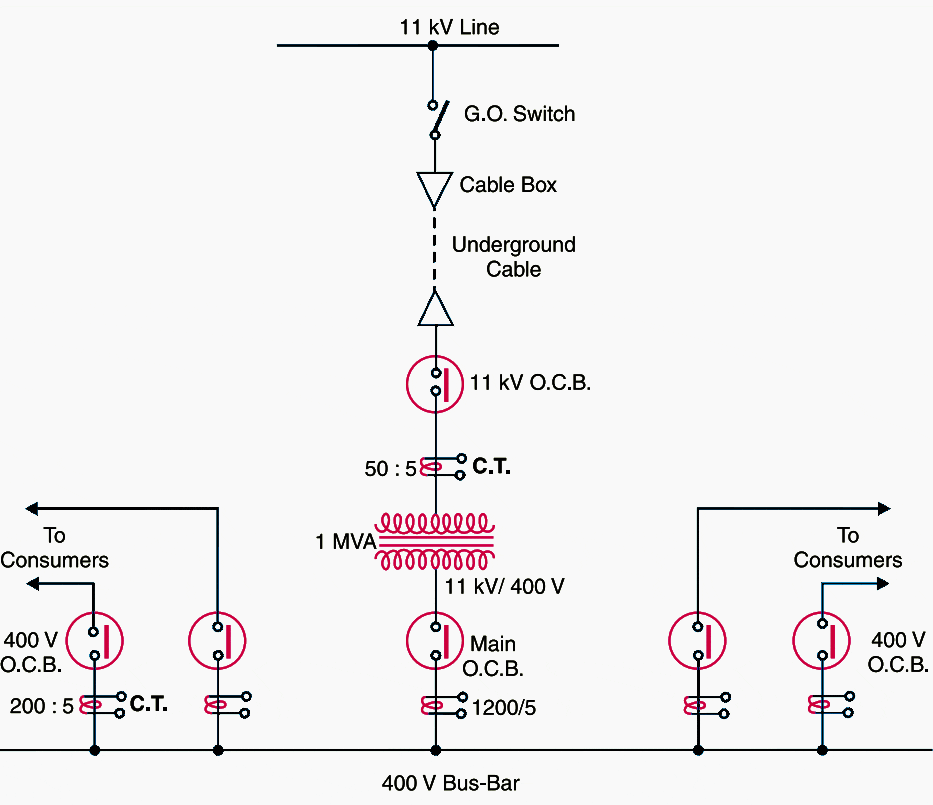 11 kV Line
G.O. Switch
Cable Box
Underground
Cable
11 kV O.C.B.
50 : 5
C.T.
1 MVA
11 kV/ 400 V
To
Consumers
To
Consumers
400 V
O.C.B.
Main
O.C.B.
400 V
O.C.B.
200 : 5
C.T.
1200/5
400 V Bus-Bar